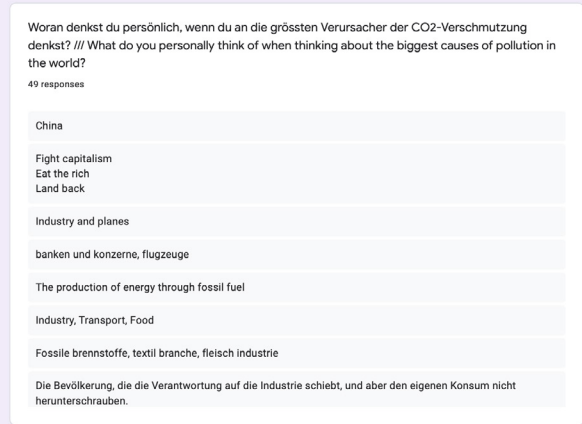 Woran denkst du persönlich, wenn du an die grössten Verursacher der CO2-Verschmutzung
denkst? /// What do you personally think of when thinking about the biggest causes of pollution in
the world?
49 responses
China
Fight capitalism
Eat the rich
Land back
Industry and planes
banken und konzerne, flugzeuge
The production of energy through fossil fuel
Industry, Transport, Food
Fossile brennstoffe, textil branche, fleisch industrie
Die Bevölkerung, die die Verantwortung auf die Industrie schiebt, und aber den eigenen Konsum nicht
herunterschrauben.